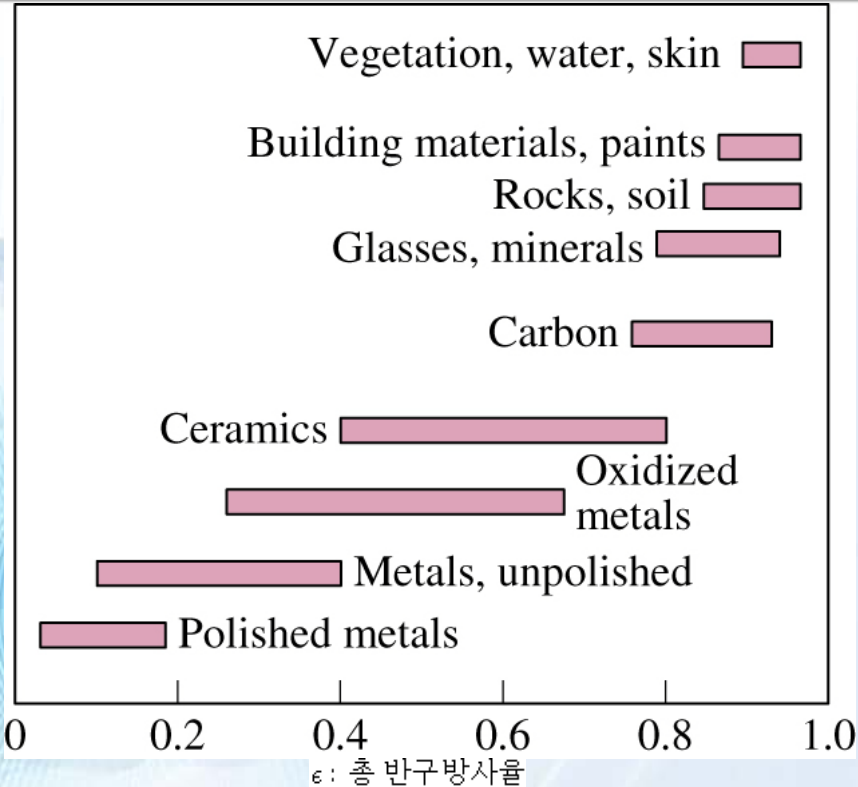 Vegetation, water, skin
Building materials, paints
Rocks, soil
Glasses, minerals
Carbon
Ceramics
Oxidized
metals
Metals, unpolished
Polished metals
0 0.2 0.4 0.6 0.8 1.0
ε : 총 반구방사율